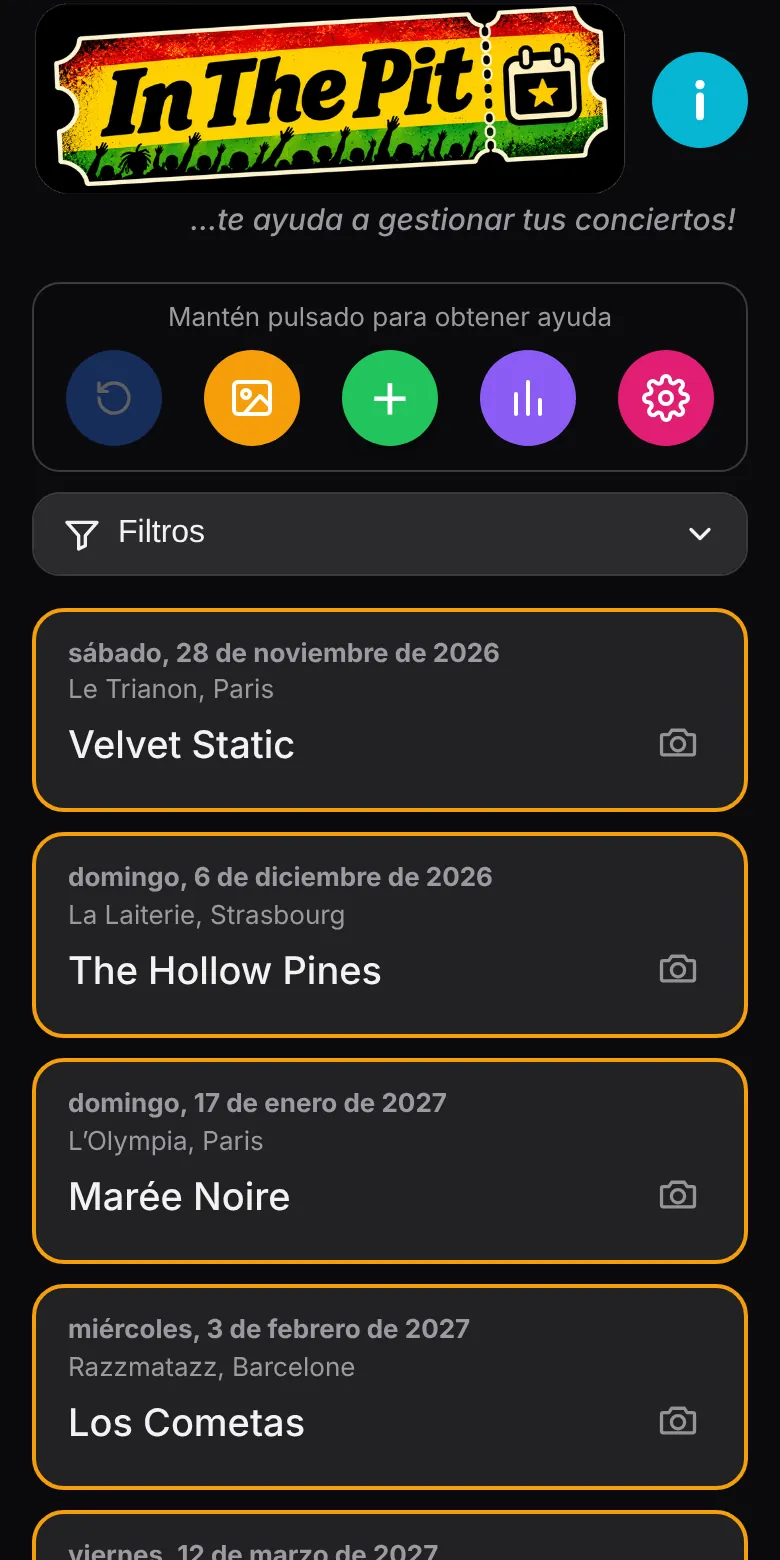 In The Pit
...te ayuda a gestionar tus conciertos!
Mantén pulsado para obtener ayuda
Filtros
sábado, 28 de noviembre de 2026
Le Trianon, Paris
Velvet Static
domingo, 6 de diciembre de 2026
La Laiterie, Strasbourg
The Hollow Pines
domingo, 17 de enero de 2027
L’Olympia, Paris
Marée Noire
miércoles, 3 de febrero de 2027
Razzmatazz, Barcelone
Los Cometas
viernes, 12 de marzo de 2027